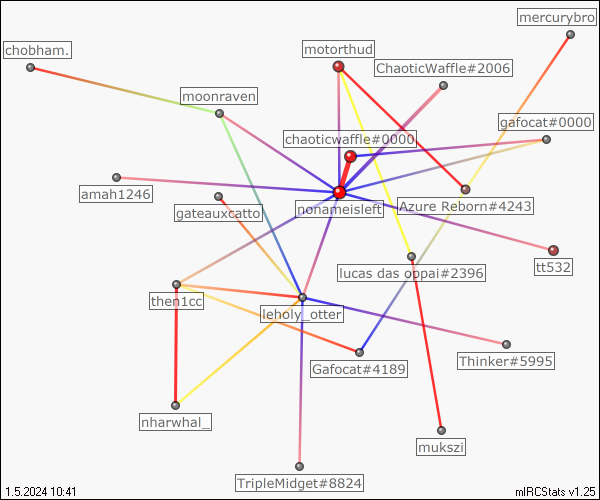 mercurybro
chobham.
motorthud
ChaoticWaffle#2006
moonraven
gafocat#0000
chaoticwaffle#0000
amah1246
gateauxcatto
nonameisleft
Azure Reborn#4243
tt532
lucas das oppai#2396
then1cc
leholy_otter
Thinker#5995
Gafocat#4189
nharwhal_
mukszi
TripleMidget#8824
1.5.2024 10:41
mIRCStats v1.25